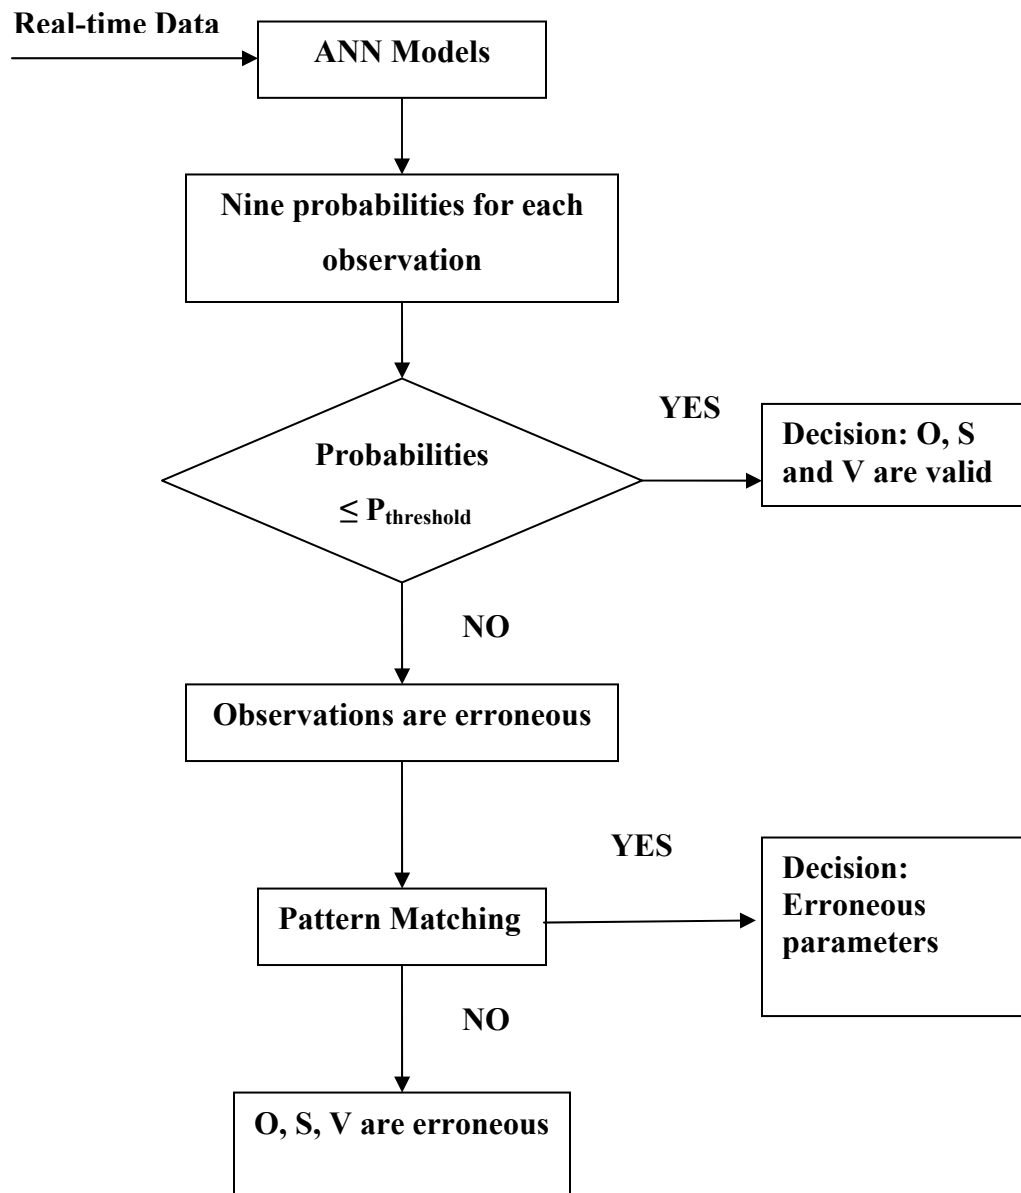 Real-time Data
ANN Models
Nine probabilities for each
observation
YES
Probabilities
≤ Pthreshold
Decision: O, S
and V are valid
NO
Observations are erroneous
YES
Pattern Matching
Decision:
Erroneous
parameters
NO
O, S, V are erroneous